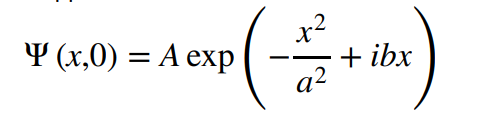 Ψ (x,0) = A exp(−x²/a² + ibx)